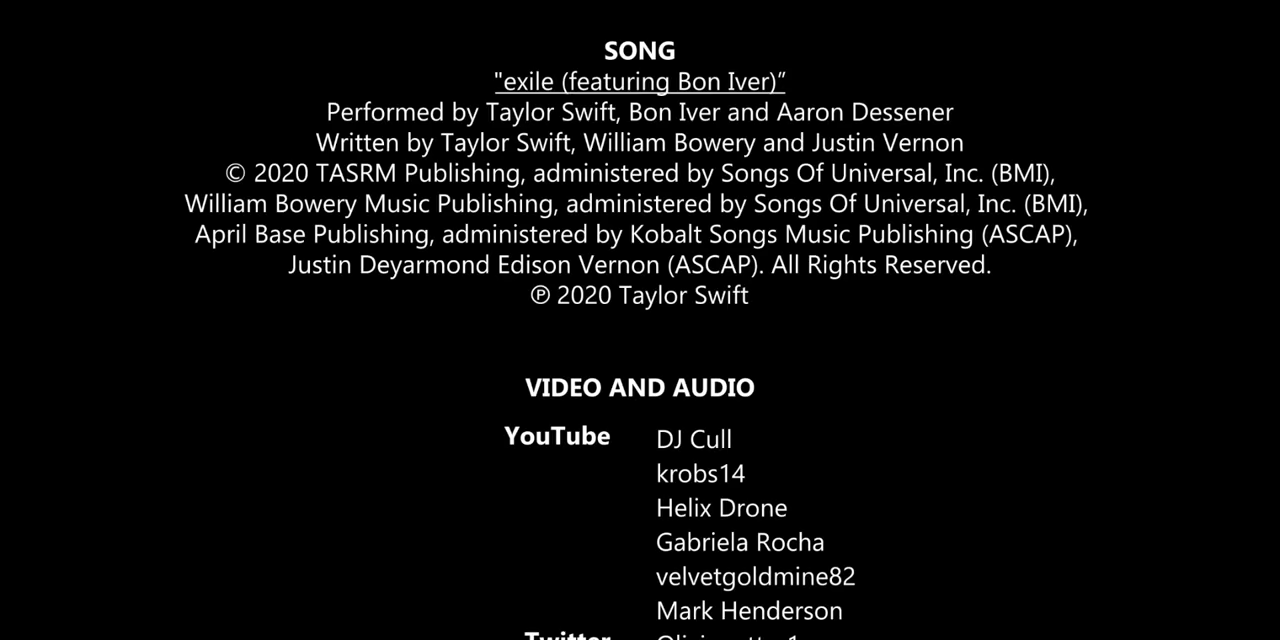 SONG
"exile (featuring Bon Iver)”
Performed by Taylor Swift, Bon Iver and Aaron Dessener
Written by Taylor Swift, William Bowery and Justin Vernon
© 2020 TASRM Publishing, administered by Songs Of Universal, Inc. (BMI),
William Bowery Music Publishing, administered by Songs Of Universal, Inc. (BMI),
April Base Publishing, administered by Kobalt Songs Music Publishing (ASCAP),
Justin Deyarmond Edison Vernon (ASCAP). All Rights Reserved.
℗ 2020 Taylor Swift
VIDEO AND AUDIO
YouTube DJ Cull
krobs14
Helix Drone
Gabriela Rocha
velvetgoldmine82
Mark Henderson
Twitter